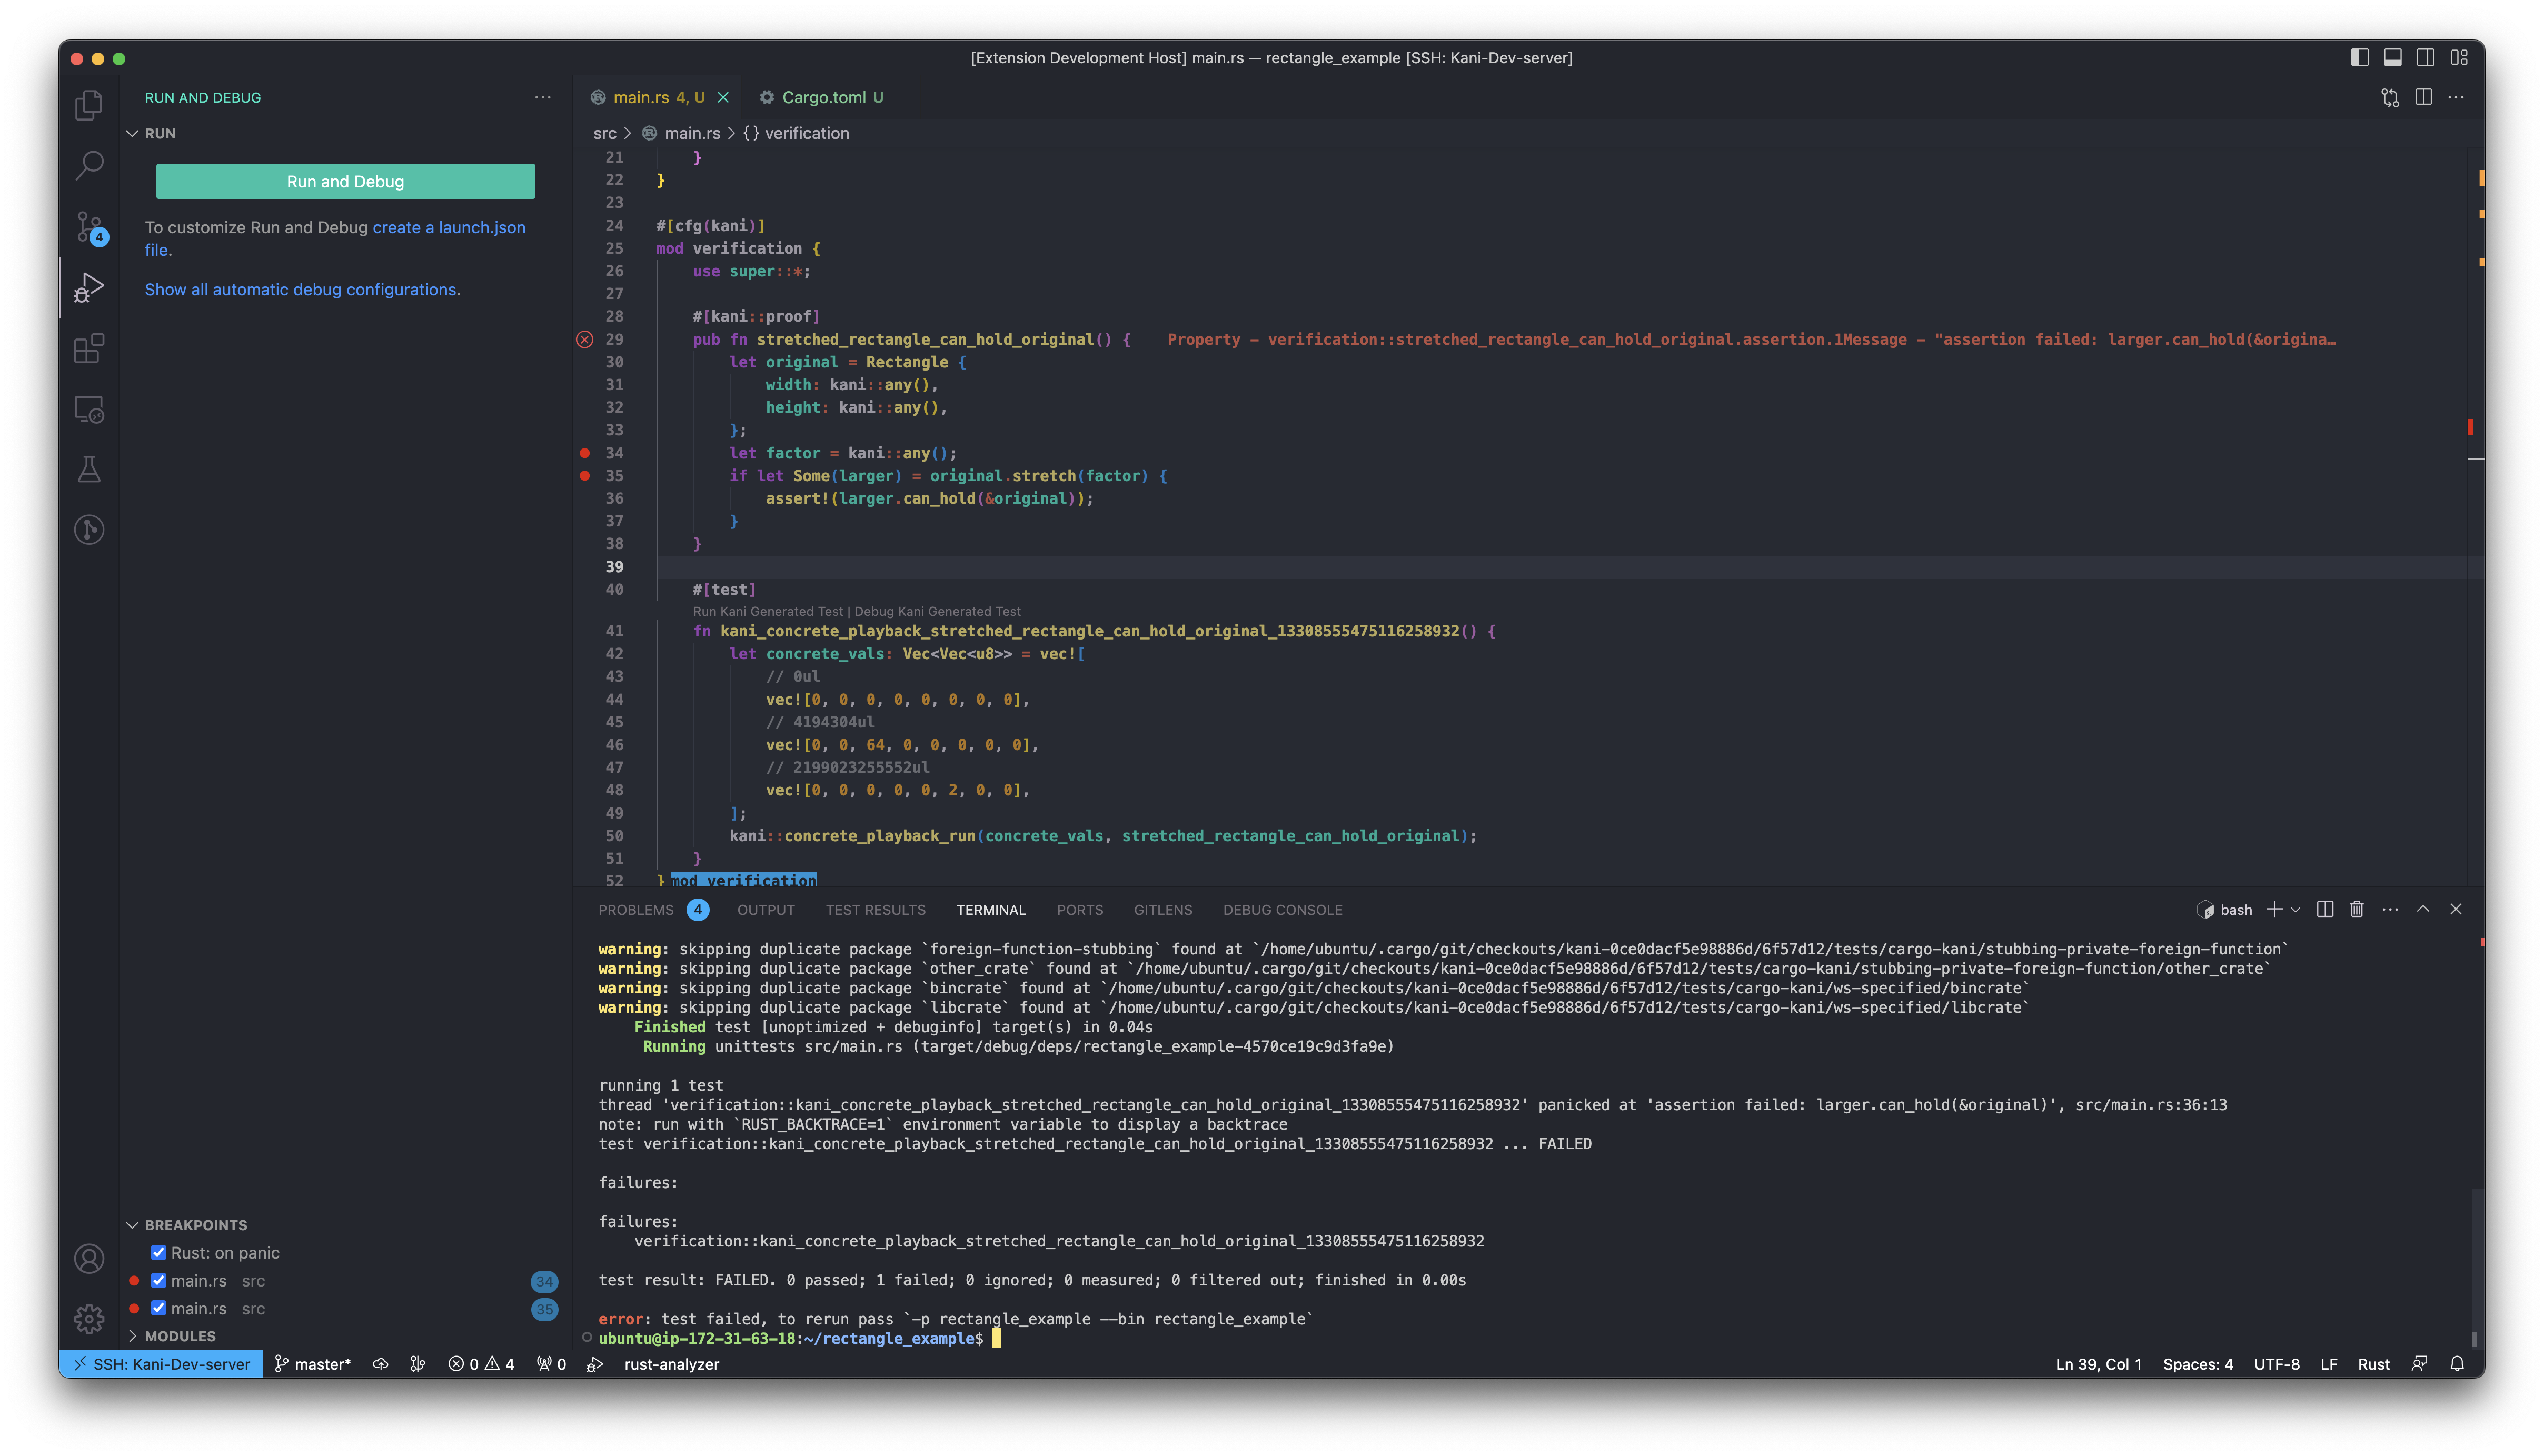 [Extension Development Host] main.rs — rectangle_example [SSH: Kani-Dev-server]
RUN AND DEBUG
RUN
Run and Debug
To customize Run and Debug create a launch.json
file.
Show all automatic debug configurations.
4
main.rs 4, U
Cargo.toml U
src > main.rs > {} verification
21 }
22 }
23
24 #[cfg(kani)]
25 mod verification {
26 use super::*;
27
28 #[kani::proof]
29 pub fn stretched_rectangle_can_hold_original() { Property – verification::stretched_rectangle_can_hold_original.assertion.1Message – "assertion failed: larger.can_hold(&origina…
30 let original = Rectangle {
31 width: kani::any(),
32 height: kani::any(),
33 };
34 let factor = kani::any();
35 if let Some(larger) = original.stretch(factor) {
36 assert!(larger.can_hold(&original));
37 }
38 }
39
40 #[test]
Run Kani Generated Test | Debug Kani Generated Test
41 fn kani_concrete_playback_stretched_rectangle_can_hold_original_13308555475116258932() {
42 let concrete_vals: Vec<Vec<u8>> = vec![
43 // 0ul
44 vec![0, 0, 0, 0, 0, 0, 0, 0],
45 // 4194304ul
46 vec![0, 0, 64, 0, 0, 0, 0, 0],
47 // 2199023255552ul
48 vec![0, 0, 0, 0, 0, 2, 0, 0],
49 ];
50 kani::concrete_playback_run(concrete_vals, stretched_rectangle_can_hold_original);
51 }
52 } mod verification
PROBLEMS 4 OUTPUT TEST RESULTS TERMINAL PORTS GITLENS DEBUG CONSOLE
bash
warning: skipping duplicate package `foreign-function-stubbing` found at `/home/ubuntu/.cargo/git/checkouts/kani-0ce0dacf5e98886d/6f57d12/tests/cargo-kani/stubbing-private-foreign-function`
warning: skipping duplicate package `other_crate` found at `/home/ubuntu/.cargo/git/checkouts/kani-0ce0dacf5e98886d/6f57d12/tests/cargo-kani/stubbing-private-foreign-function/other_crate`
warning: skipping duplicate package `bincrate` found at `/home/ubuntu/.cargo/git/checkouts/kani-0ce0dacf5e98886d/6f57d12/tests/cargo-kani/ws-specified/bincrate`
warning: skipping duplicate package `libcrate` found at `/home/ubuntu/.cargo/git/checkouts/kani-0ce0dacf5e98886d/6f57d12/tests/cargo-kani/ws-specified/libcrate`
Finished test [unoptimized + debuginfo] target(s) in 0.04s
Running unittests src/main.rs (target/debug/deps/rectangle_example-4570ce19c9d3fa9e)
running 1 test
thread 'verification::kani_concrete_playback_stretched_rectangle_can_hold_original_13308555475116258932' panicked at 'assertion failed: larger.can_hold(&original)', src/main.rs:36:13
note: run with `RUST_BACKTRACE=1` environment variable to display a backtrace
test verification::kani_concrete_playback_stretched_rectangle_can_hold_original_13308555475116258932 ... FAILED
failures:
failures:
verification::kani_concrete_playback_stretched_rectangle_can_hold_original_13308555475116258932
test result: FAILED. 0 passed; 1 failed; 0 ignored; 0 measured; 0 filtered out; finished in 0.00s
error: test failed, to rerun pass `-p rectangle_example --bin rectangle_example`
ubuntu@ip-172-31-63-18:~/rectangle_example$
BREAKPOINTS
Rust: on panic
main.rs src 34
main.rs src 35
MODULES
SSH: Kani-Dev-server master* 0 4 0 rust-analyzer Ln 39, Col 1 Spaces: 4 UTF-8 LF Rust